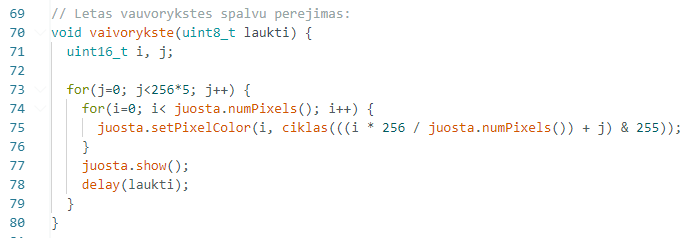 69 // Letas vauvorykstes spalvu perejimas:
70 void vaivorykste(uint8_t laukti) {
71 uint16_t i, j;
72
73 for(j=0; j<256*5; j++) {
74 for(i=0; i< juosta.numPixels(); i++) {
75 juosta.setPixelColor(i, ciklas(((i * 256 / juosta.numPixels()) + j) & 255));
76 }
77 juosta.show();
78 delay(laukti);
79 }
80 }